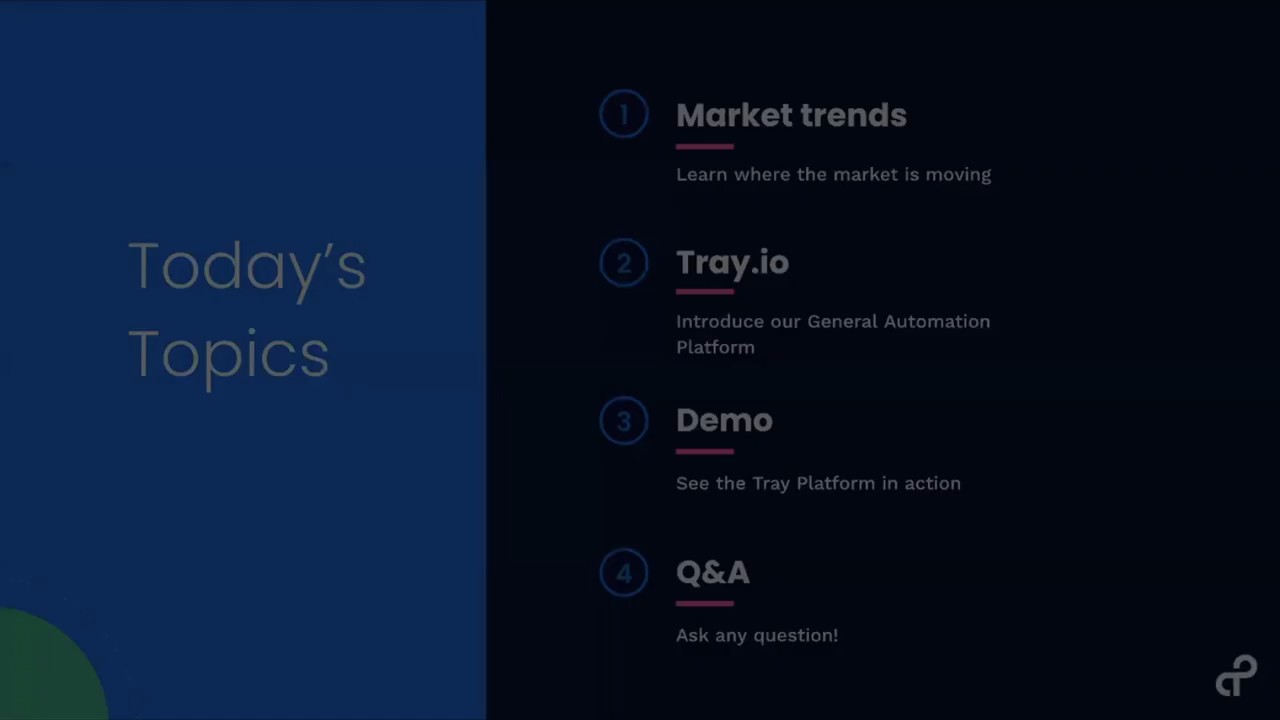 Today's
Topics
1
Market trends
Learn where the market is moving
2
Tray.io
Introduce our General Automation
Platform
3
Demo
See the Tray Platform in action
4
Q&A
Ask any question!